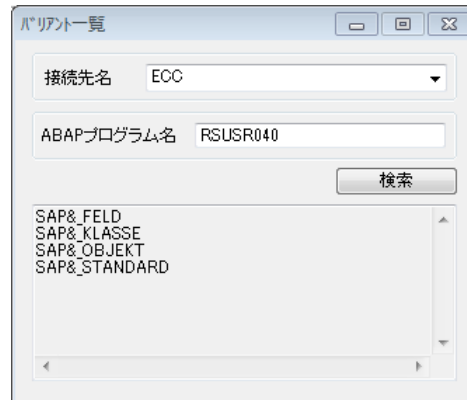 バリアント一覧
接続先名 ECC
ABAPプログラム名 RSUSR040
検索
SAP&_FELD
SAP&_KLASSE
SAP&_OBJEKT
SAP&_STANDARD